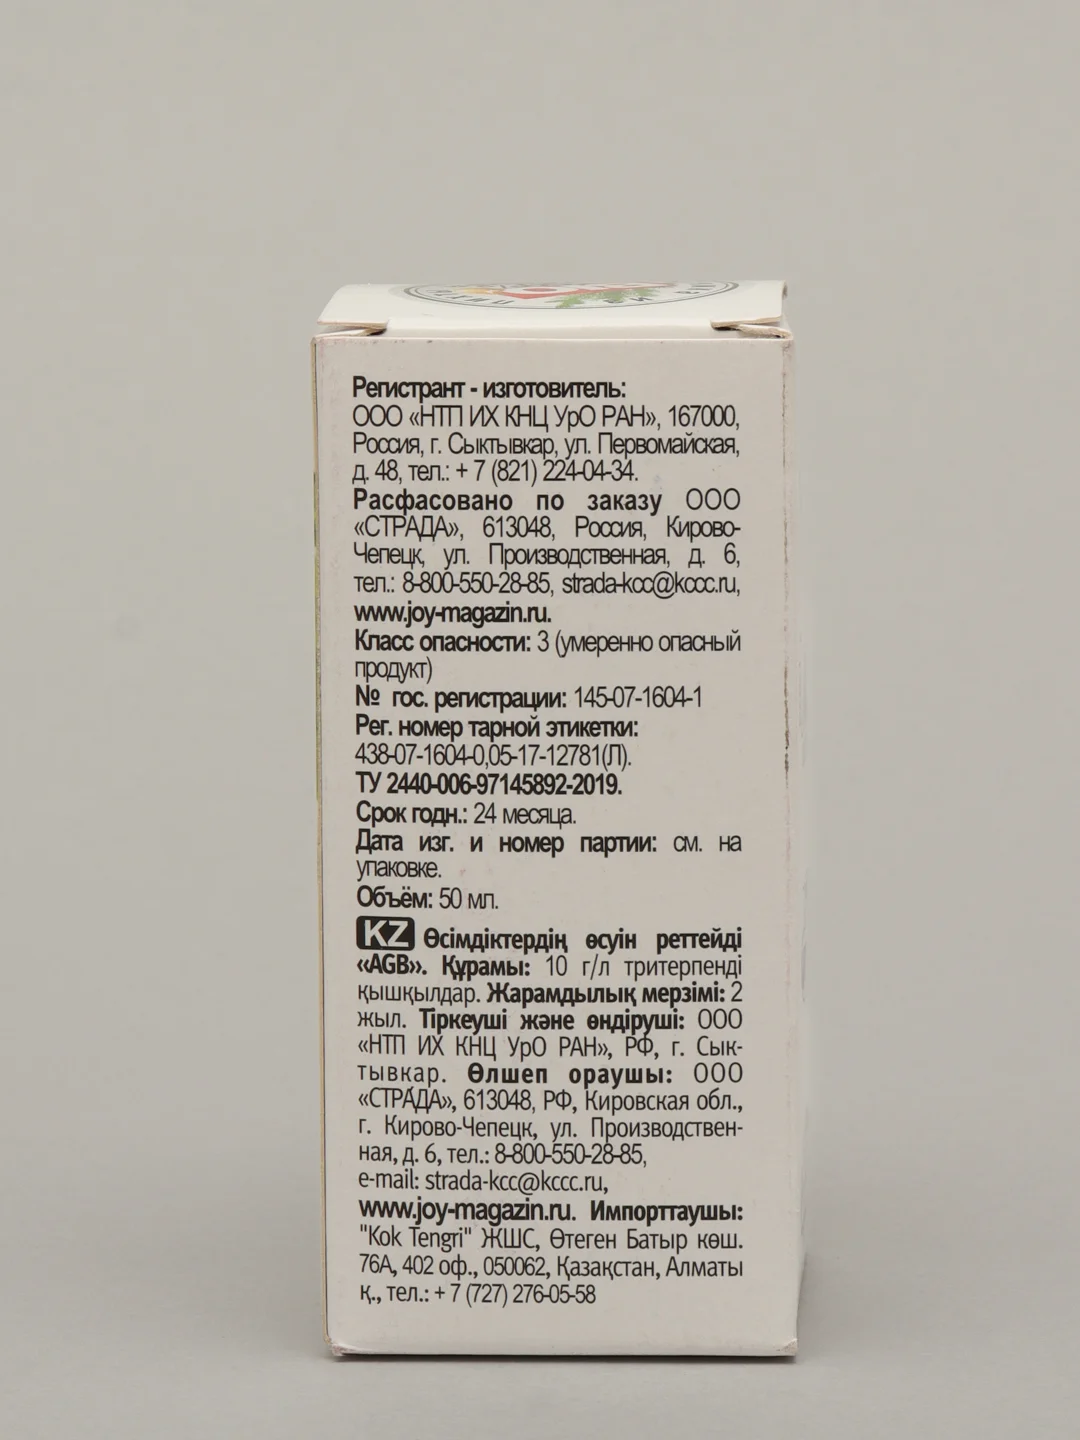 Регистрант - изготовитель:
ООО «НТП ИХ КНЦ УрО РАН», 167000,
Россия, г. Сыктывкар, ул. Первомайская,
д. 48, тел.: + 7 (821) 224-04-34.
Расфасовано по заказу ООО
«СТРАДА», 613048, Россия, Кирово-
Чепецк, ул. Производственная, д. 6,
тел.: 8-800-550-28-85, strada-kcc@kccc.ru,
www.joy-magazin.ru.
Класс опасности: 3 (умеренно опасный
продукт)
№ гос. регистрации: 145-07-1604-1
Рег. номер тарной этикетки:
438-07-1604-0,05-17-12781(Л).
ТУ 2440-006-97145892-2019.
Срок годн.: 24 месяца.
Дата изг. и номер партии: см. на
упаковке.
Объём: 50 мл.
KZ Өсімдіктердің өсуін реттейді
«AGB». Құрамы: 10 г/л тритерпенді
қышқылдар. Жарамдылық мерзімі: 2
жыл. Тіркеуші және өндіруші: ООО
«НТП ИХ КНЦ УрО РАН», РФ, г. Сык-
тывкар. Өлшеп ораушы: ООО
«СТРАДА», 613048, РФ, Кировская обл.,
г. Кирово-Чепецк, ул. Производствен-
ная, д. 6, тел.: 8-800-550-28-85,
e-mail: strada-kcc@kccc.ru,
www.joy-magazin.ru. Импорттаушы:
"Kok Tengri" ЖШС, Өтеген Батыр көш.
76А, 402 оф., 050062, Қазақстан, Алматы
қ., тел.: + 7 (727) 276-05-58